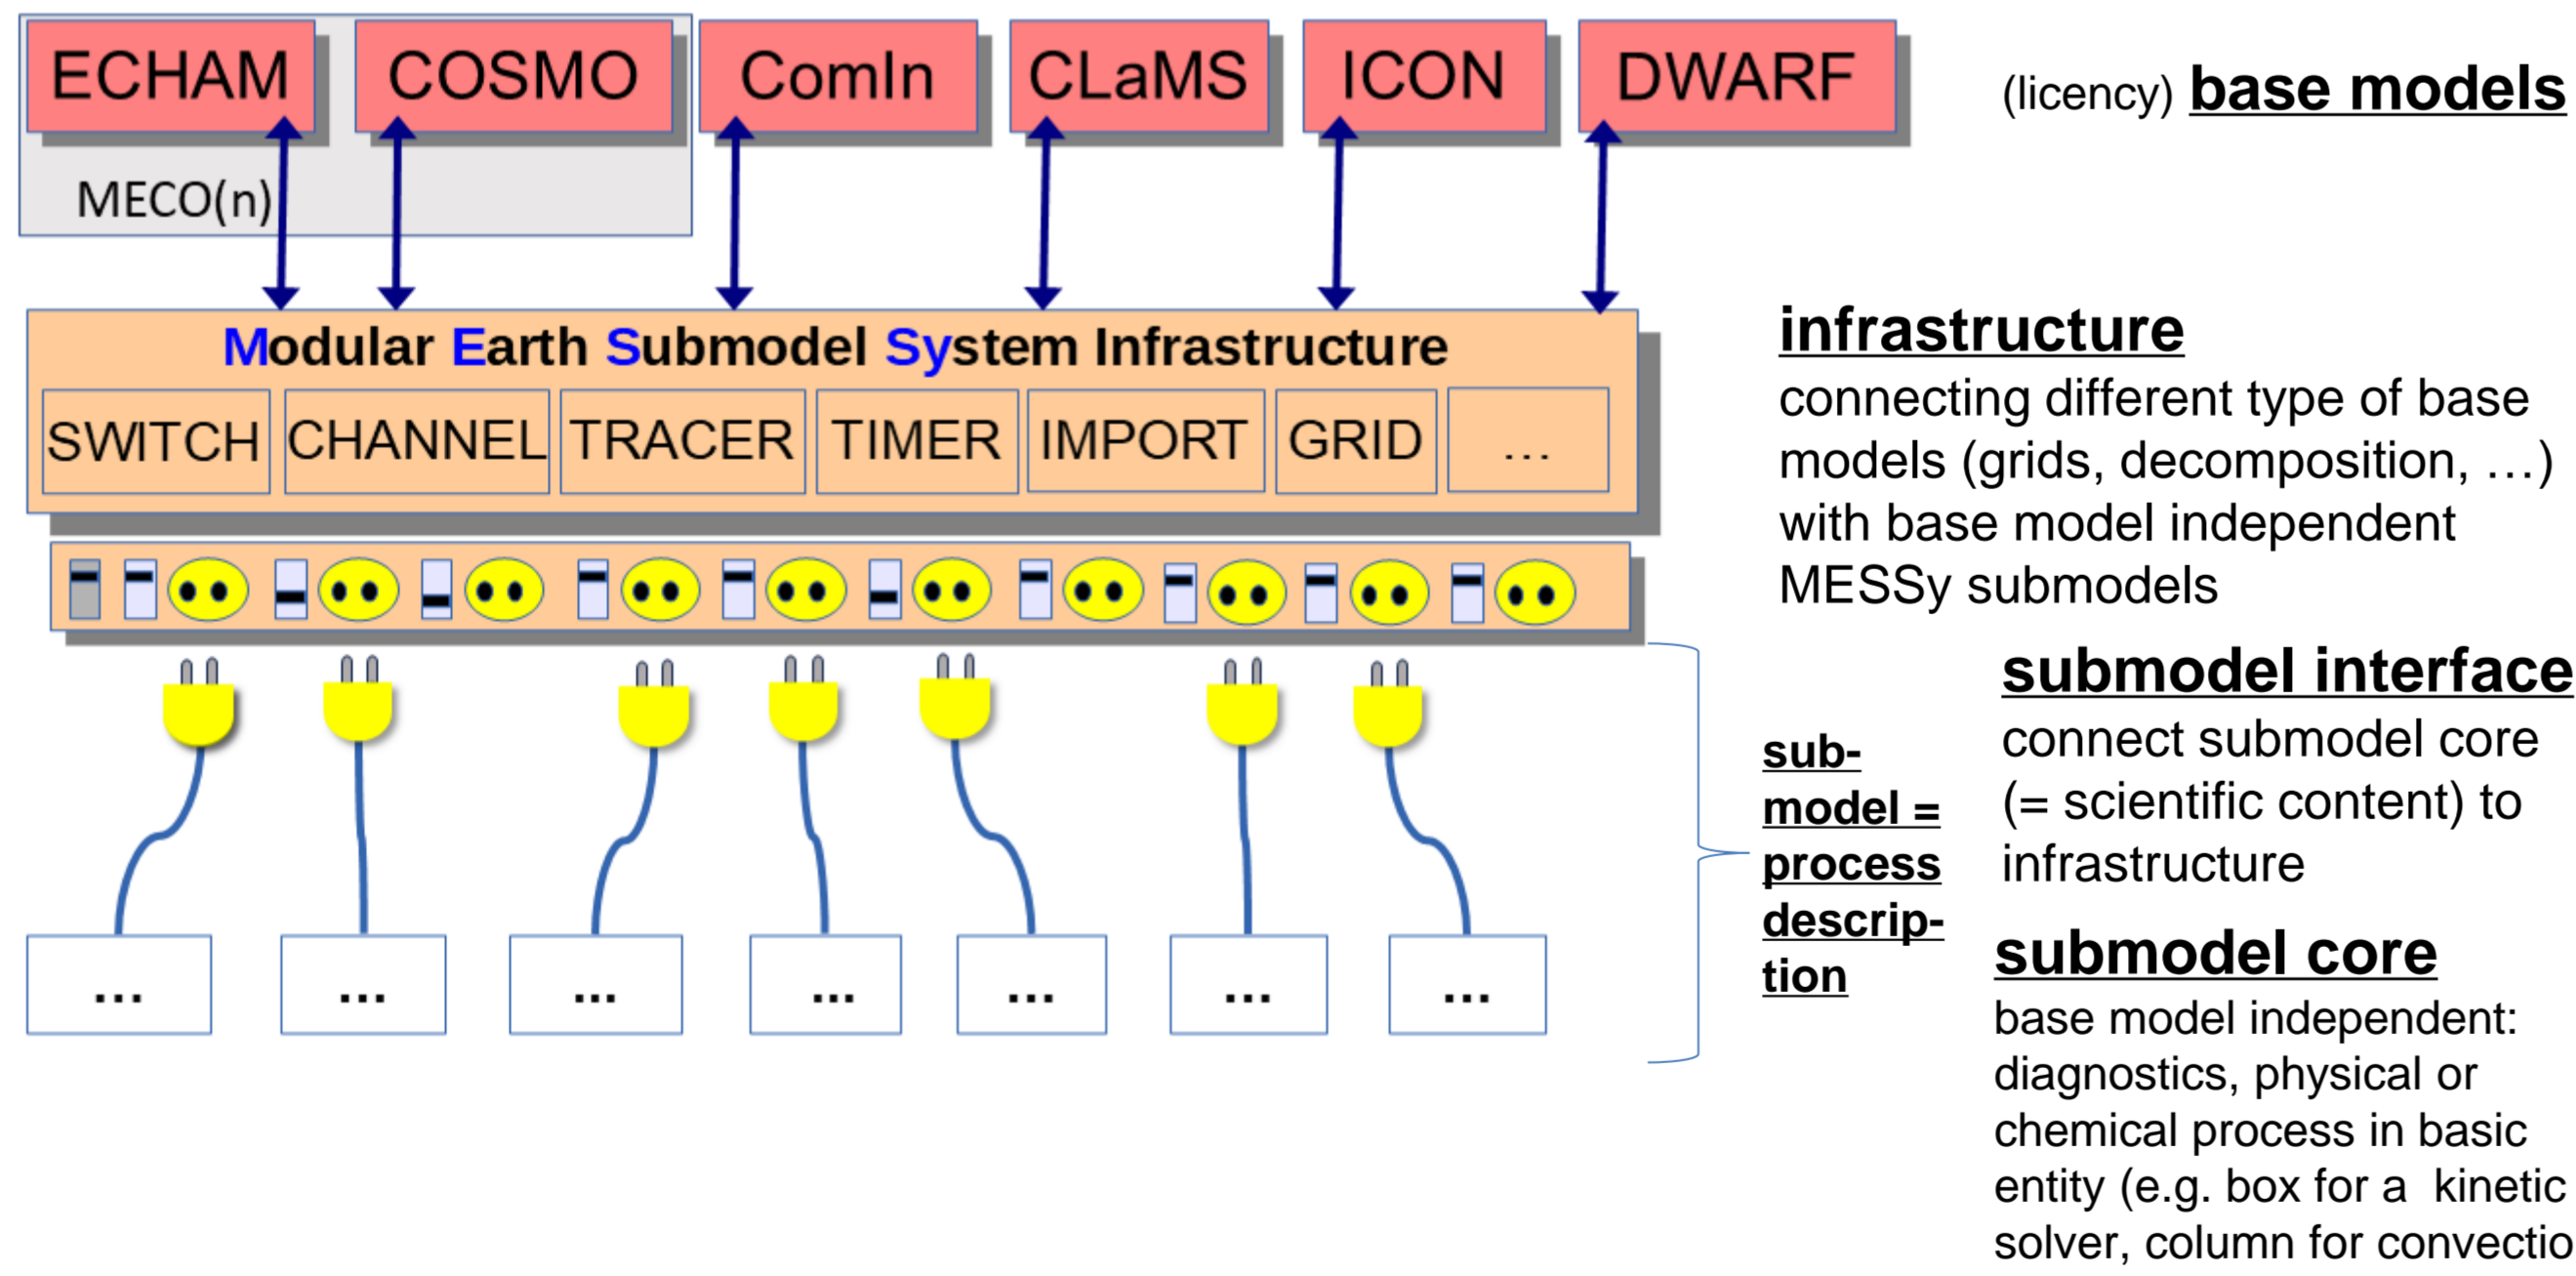 ECHAM COSMO ComIn CLaMS ICON DWARF
(licency) base models
MECO(n)
Modular Earth Submodel System Infrastructure
SWITCH CHANNEL TRACER TIMER IMPORT GRID ...
infrastructure
connecting different type of base
models (grids, decomposition, …)
with base model independent
MESSy submodels
sub-
model =
process
descrip-
tion
submodel interface
connect submodel core
(= scientific content) to
infrastructure
submodel core
base model independent:
diagnostics, physical or
chemical process in basic
entity (e.g. box for a kinetic
solver, column for convectio
... ... ... ... ... ... ...